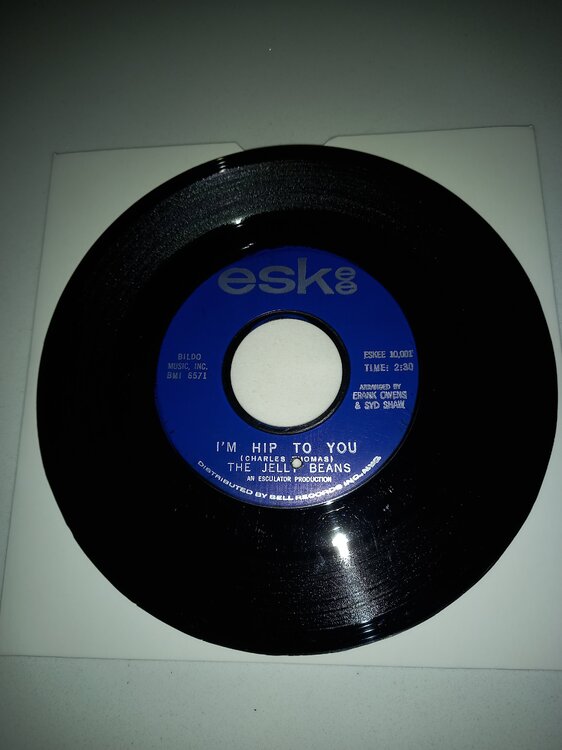 eskee
BILDO
MUSIC, INC.
BMI 6571
ESKEE 10,001
TIME: 2:30
ARRANGED BY
FRANK OWENS
& SYD SHAW
I'M HIP TO YOU
(CHARLES THOMAS)
THE JELLY BEANS
AN ESCULATOR PRODUCTION
DISTRIBUTED BY BELL RECORDS INC.